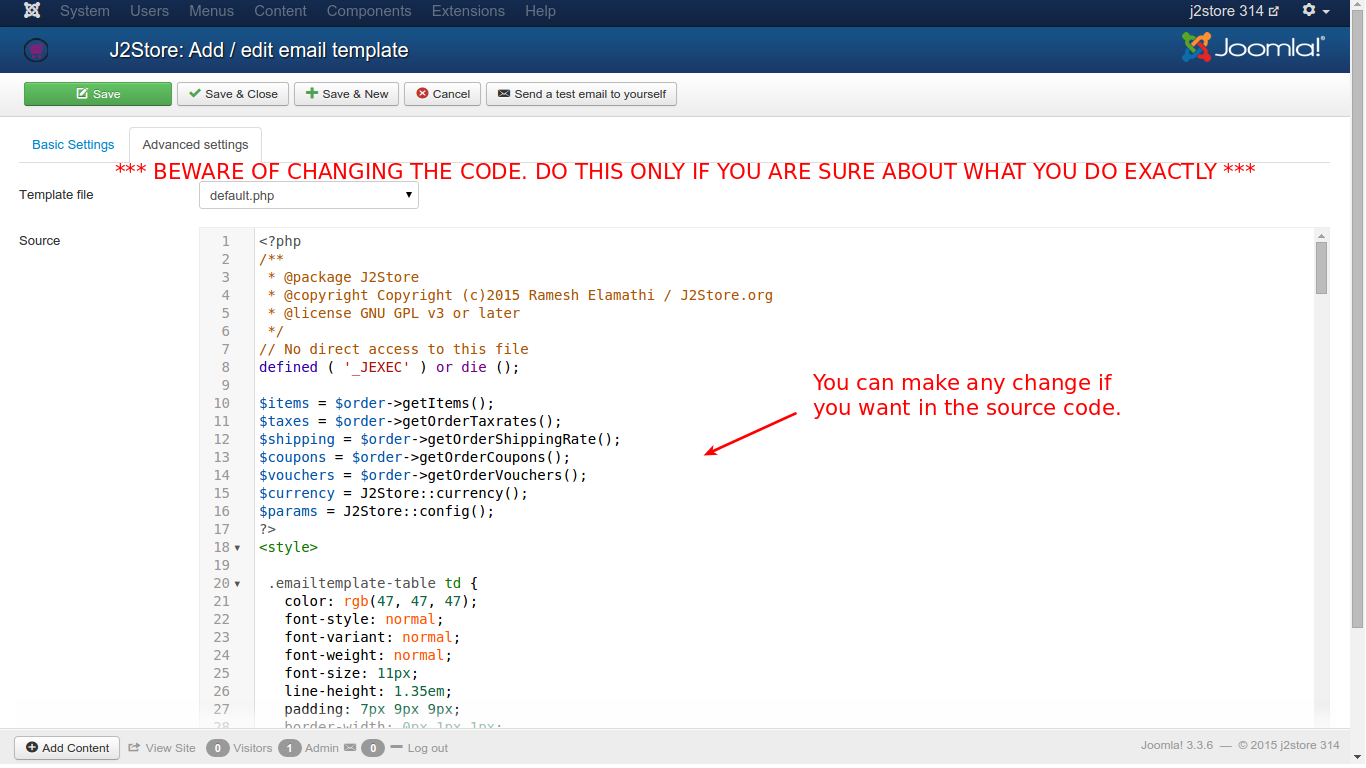 System Users Menus Content Components Extensions Help j2store 314
J2Store: Add / edit email template Joomla!®
Save Save & Close Save & New Cancel Send a test email to yourself
Basic Settings Advanced settings
*** BEWARE OF CHANGING THE CODE. DO THIS ONLY IF YOU ARE SURE ABOUT WHAT YOU DO EXACTLY ***
Template file default.php
Source
1 <?php
2 /**
3 * @package J2Store
4 * @copyright Copyright (c)2015 Ramesh Elamathi / J2Store.org
5 * @license GNU GPL v3 or later
6 */
7 // No direct access to this file
8 defined ( '_JEXEC' ) or die ();
9
You can make any change if
you want in the source code.
10 $items = $order->getItems();
11 $taxes = $order->getOrderTaxrates();
12 $shipping = $order->getOrderShippingRate();
13 $coupons = $order->getOrderCoupons();
14 $vouchers = $order->getOrderVouchers();
15 $currency = J2Store::currency();
16 $params = J2Store::config();
17 ?>
18 <style>
19
20 .emailtemplate-table td {
21 color: rgb(47, 47, 47);
22 font-style: normal;
23 font-variant: normal;
24 font-weight: normal;
25 font-size: 11px;
26 line-height: 1.35em;
27 padding: 7px 9px 9px;
28 border-width: 0px 1px 1px;
Add Content View Site 0 Visitors 1 Admin 0 Log out Joomla! 3.3.6 — © 2015 j2store 314